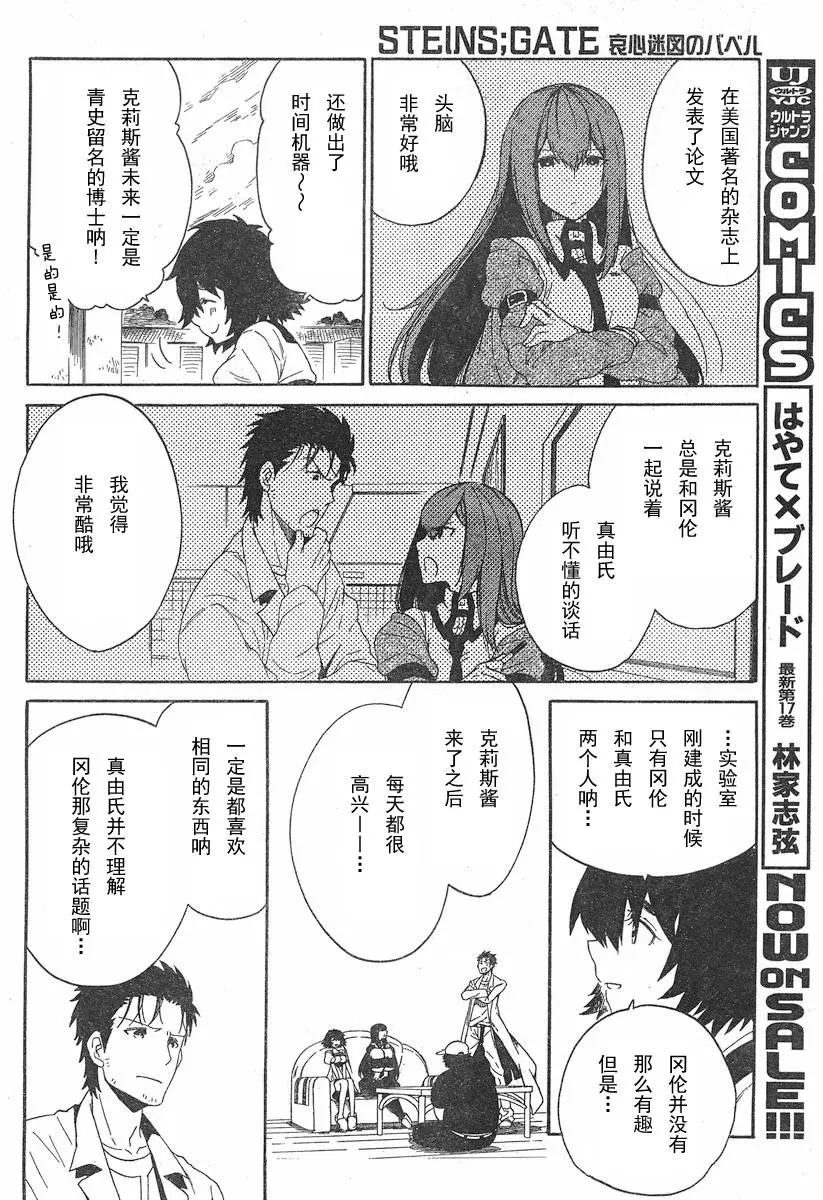 STEINS;GATE 哀心迷図のバベル
在美国著名的杂志上
发表了论文
头脑
非常好哦
还做出了
时间机器~~
克莉斯酱未来一定是
青史留名的博士呐！
是的是的！
克莉斯酱
总是和冈伦
一起说着
真由氏
听不懂的谈话
我觉得
非常酷哦
…实验室
刚建成的时候
只有冈伦
和真由氏
两个人呐…
冈伦并没有
那么有趣
但是…
克莉斯酱
来了之后
每天都很
高兴——…
一定是都喜欢
相同的东西呐
真由氏并不理解
冈伦那复杂的话题啊…
UJ
ウルトラ
YJC
ウルトラ
ジャンプ
COMICS
はやて×ブレード
最新第17巻
林家志弦
NOW ON SALE!!!